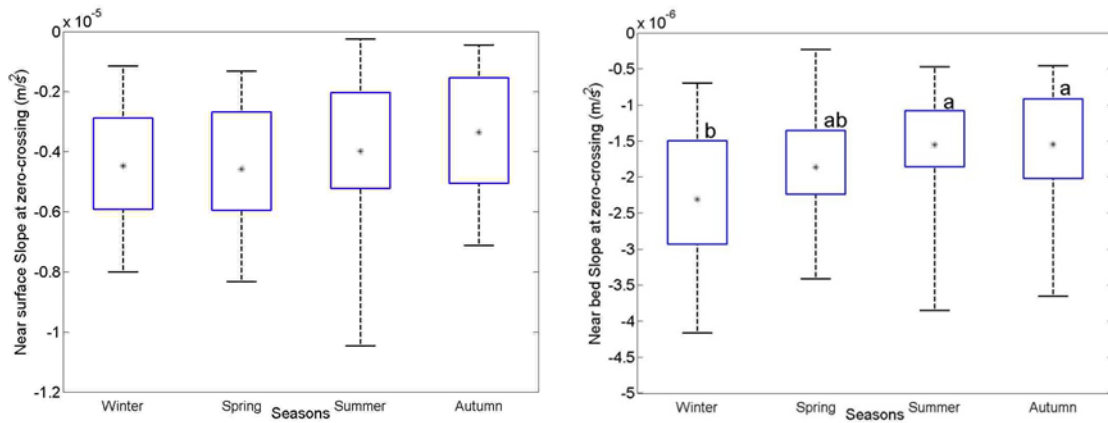 x 10^-5
Near surface Slope at zero-crossing (m/s²)
0
-0.2
-0.4
-0.6
-0.8
-1
-1.2
Winter Spring Summer Autumn
Seasons
x 10^-6
Near bed Slope at zero-crossing (m/s²)
0
-0.5
-1
-1.5
-2
-2.5
-3
-3.5
-4
-4.5
-5
b ab a a
Winter Spring Summer Autumn
Seasons